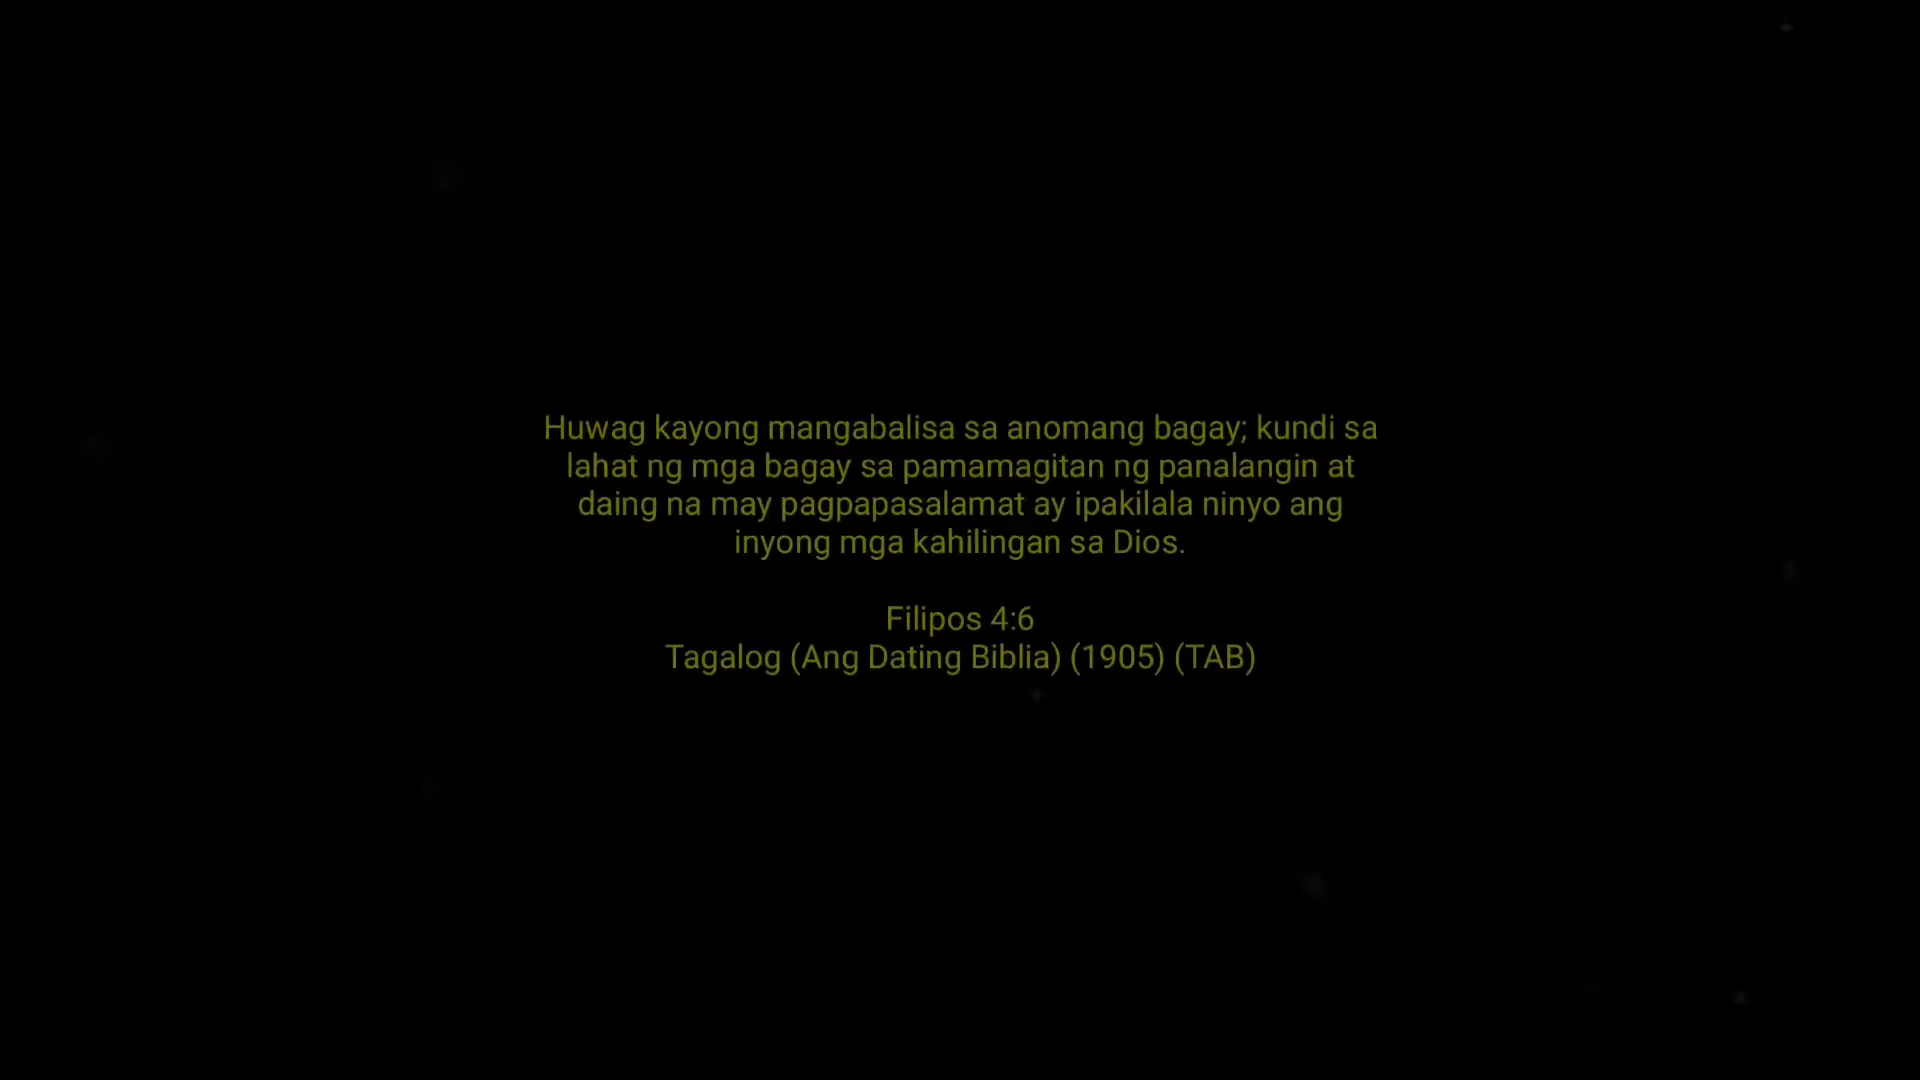 Huwag kayong mangabalisa sa anomang bagay; kundi sa
lahat ng mga bagay sa pamamagitan ng panalangin at
daing na may pagpapasalamat ay ipakilala ninyo ang
inyong mga kahilingan sa Dios.
Filipos 4:6
Tagalog (Ang Dating Biblia) (1905) (TAB)